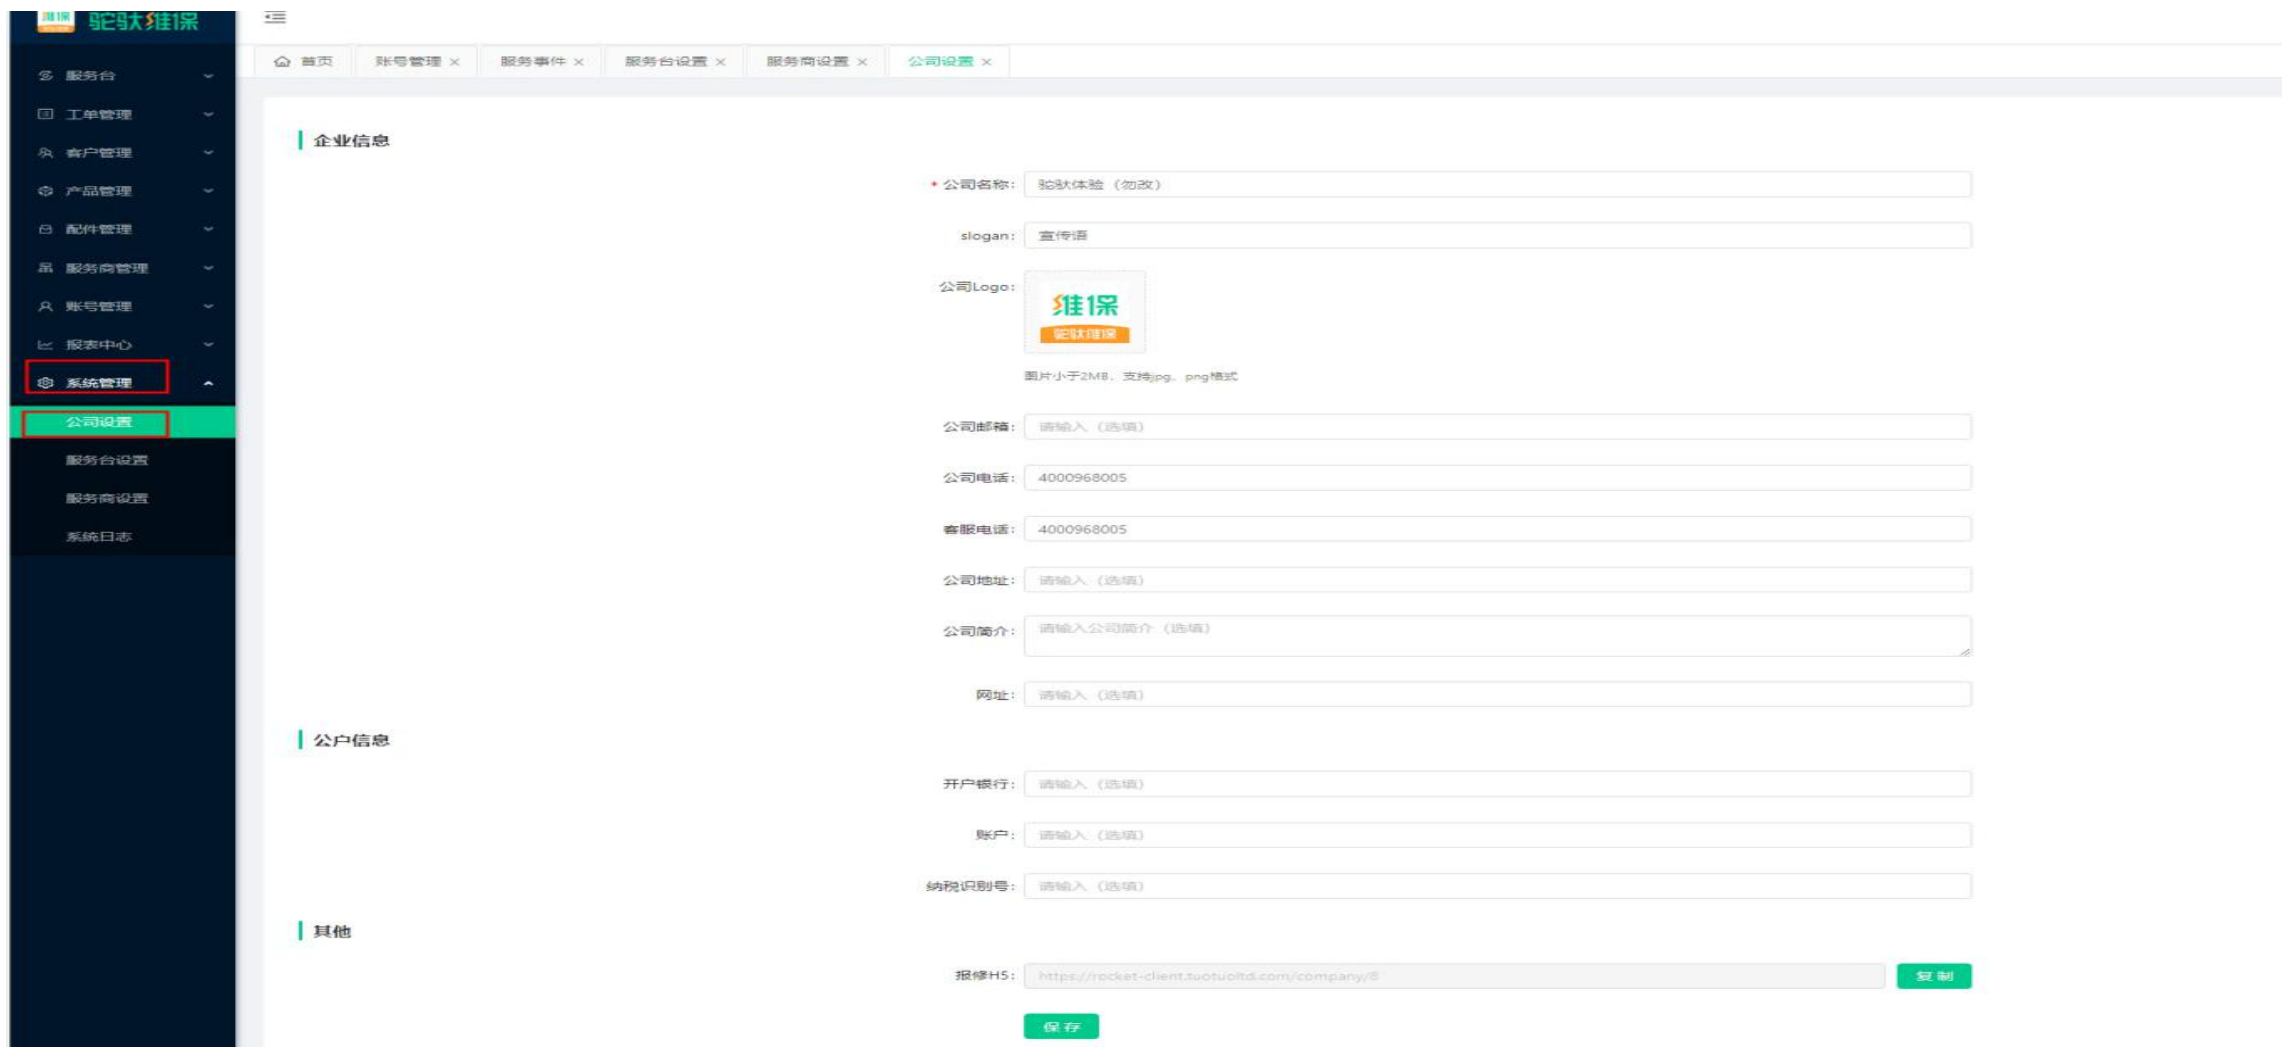 维保 驼驮维保
首页 账号管理 × 服务事件 × 服务台设置 × 服务商设置 × 公司设置 ×
服务台
工单管理
客户管理
产品管理
配件管理
服务商管理
账号管理
报表中心
系统管理
公司设置
服务台设置
服务商设置
系统日志
企业信息
* 公司名称: 驼驮体验（勿改）
slogan: 宣传语
公司Logo: 维保
驼驮维保
图片小于2MB，支持jpg、png格式
公司邮箱: 请输入（选填）
公司电话: 4000968005
客服电话: 4000968005
公司地址: 请输入（选填）
公司简介: 请输入公司简介（选填）
网址: 请输入（选填）
公户信息
开户银行: 请输入（选填）
账户: 请输入（选填）
纳税识别号: 请输入（选填）
其他
报修H5: https://rocket-client.tuotuoltd.com/company/8 复制
保存